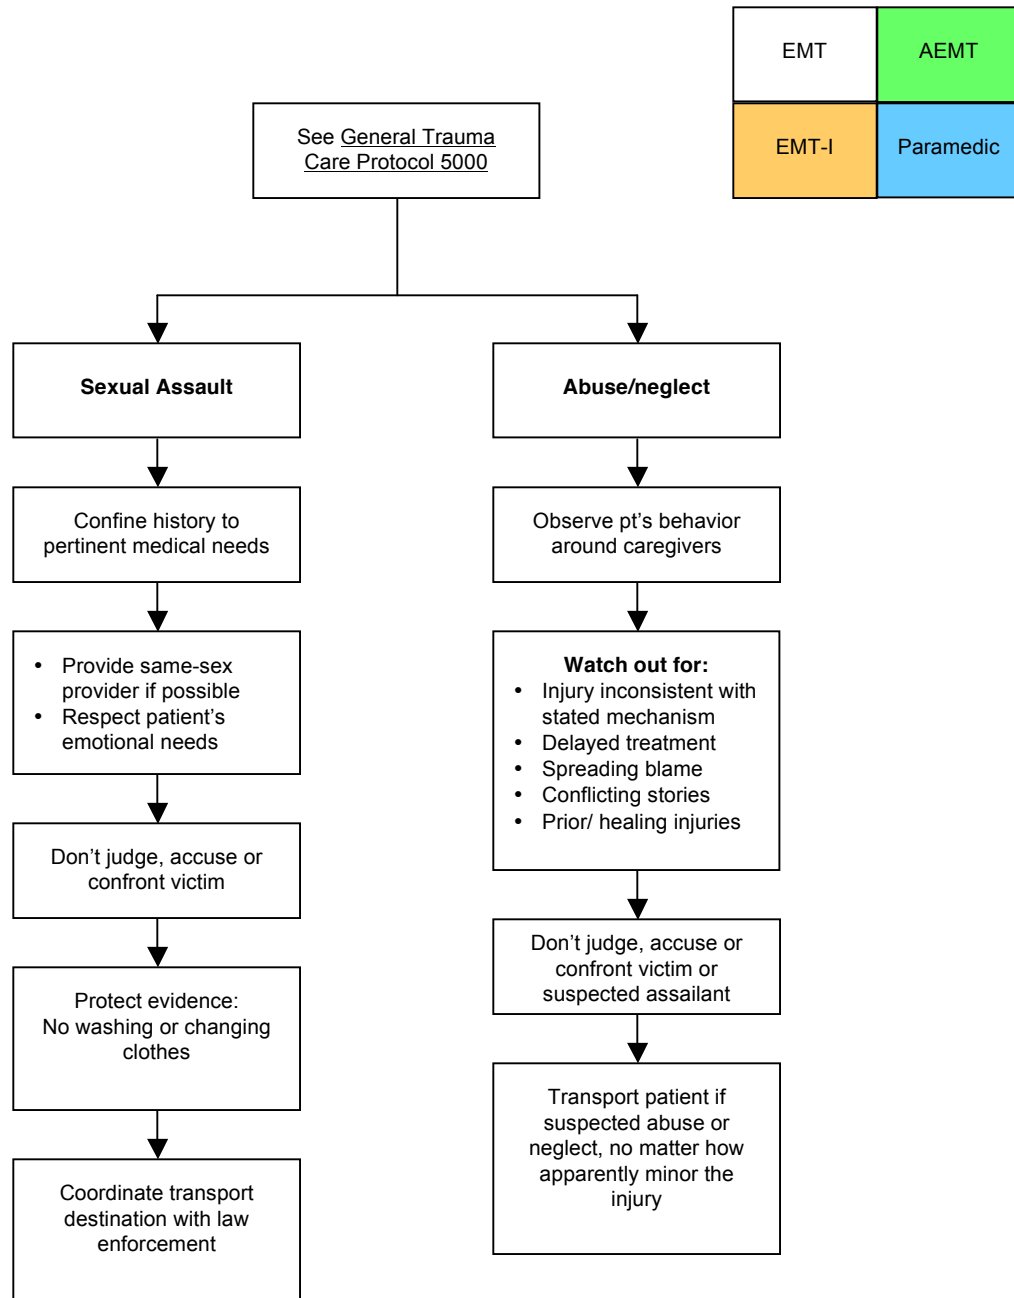 EMT
AEMT
EMT-I
Paramedic
See General Trauma
Care Protocol 5000
Sexual Assault
Confine history to
pertinent medical needs
• Provide same-sex
provider if possible
• Respect patient’s
emotional needs
Don’t judge, accuse or
confront victim
Protect evidence:
No washing or changing
clothes
Coordinate transport
destination with law
enforcement
Abuse/neglect
Observe pt’s behavior
around caregivers
Watch out for:
• Injury inconsistent with
stated mechanism
• Delayed treatment
• Spreading blame
• Conflicting stories
• Prior/ healing injuries
Don’t judge, accuse or
confront victim or
suspected assailant
Transport patient if
suspected abuse or
neglect, no matter how
apparently minor the
injury